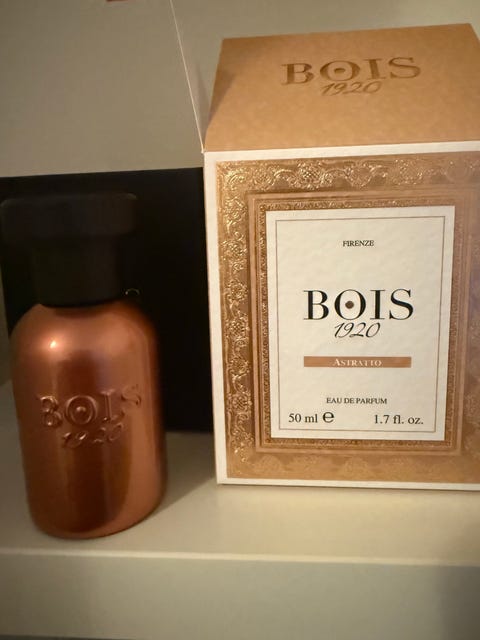 BOIS
1920
FIRENZE
BOIS
1920
ASTRATTO
EAU DE PARFUM
50 ml ℮ 1.7 fl. oz.
BOIS
1920